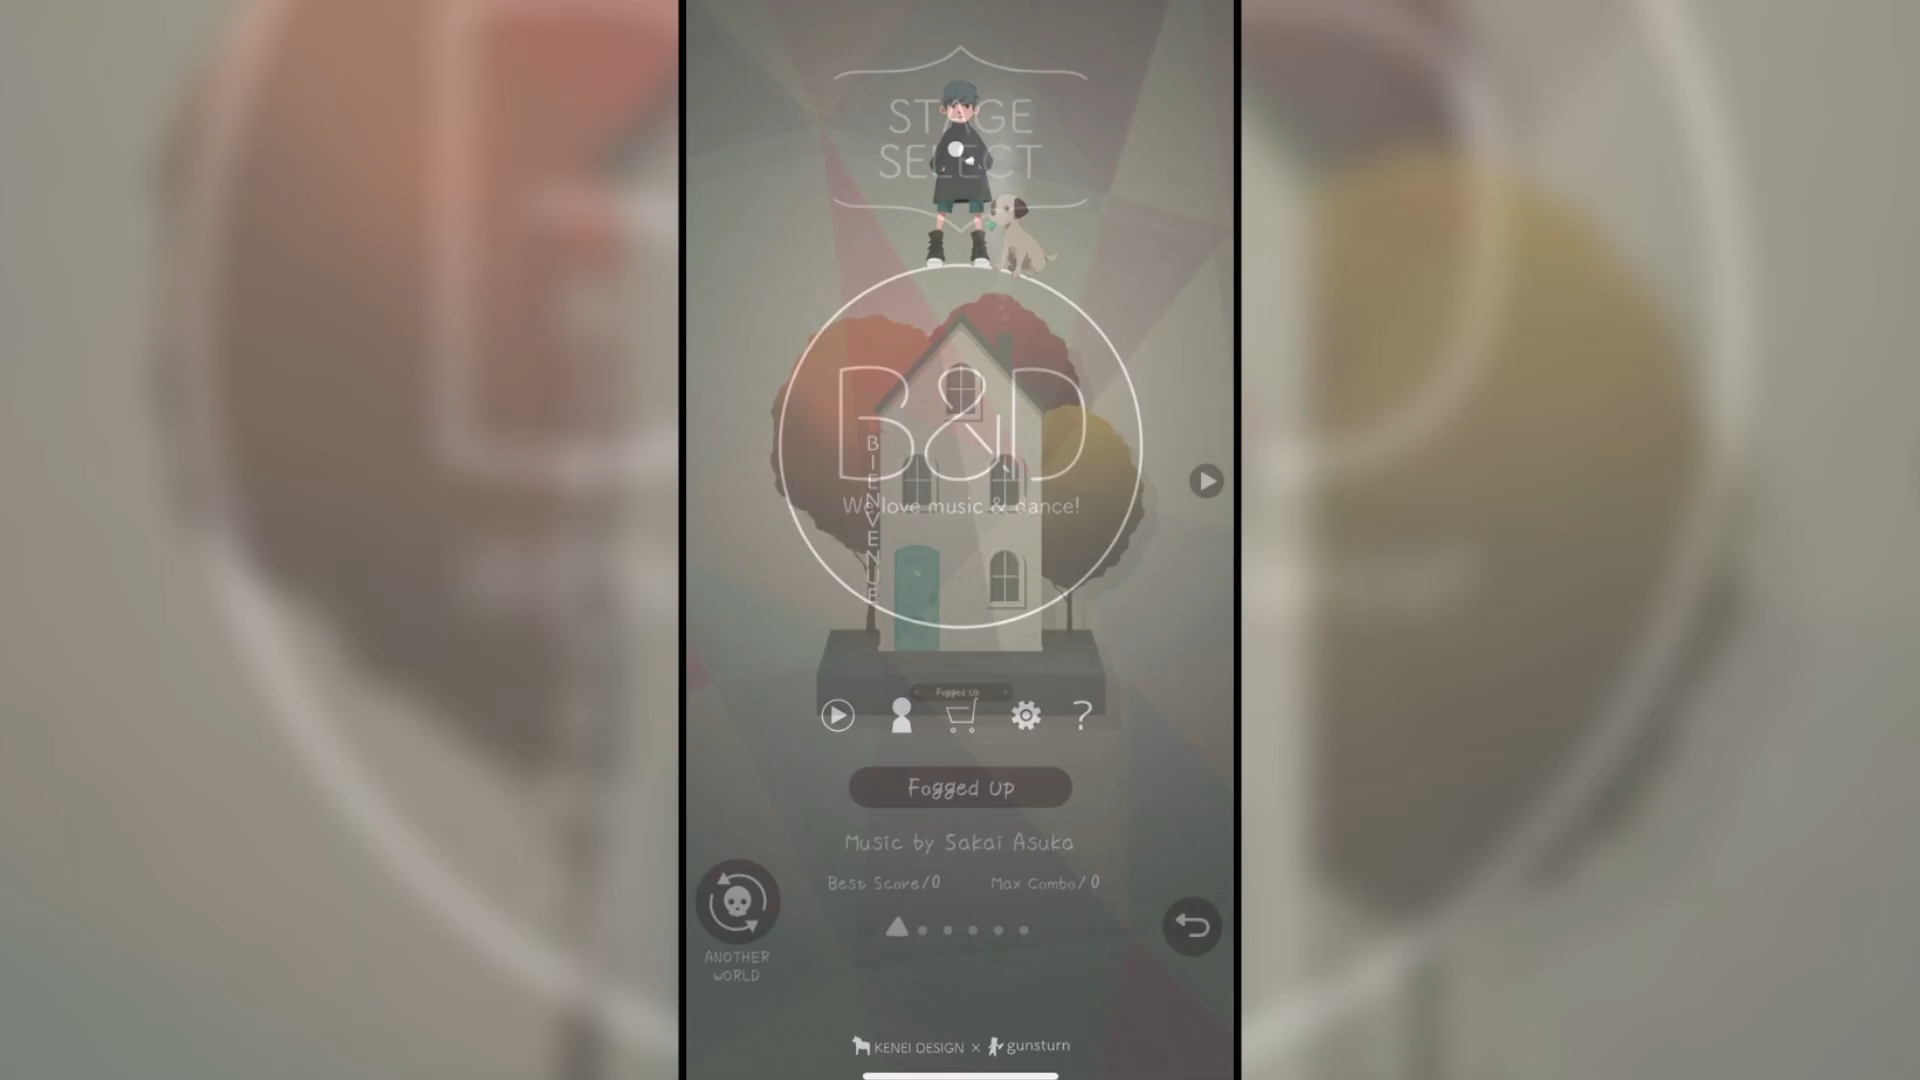 STAGE
SELECT
B&D
We love music & dance!
BIENVENUE
Fogged Up
?
Fogged Up
Music by Sakai Asuka
Best Score/0 Max Combo/0
ANOTHER
WORLD
KENEI DESIGN × gunsturn